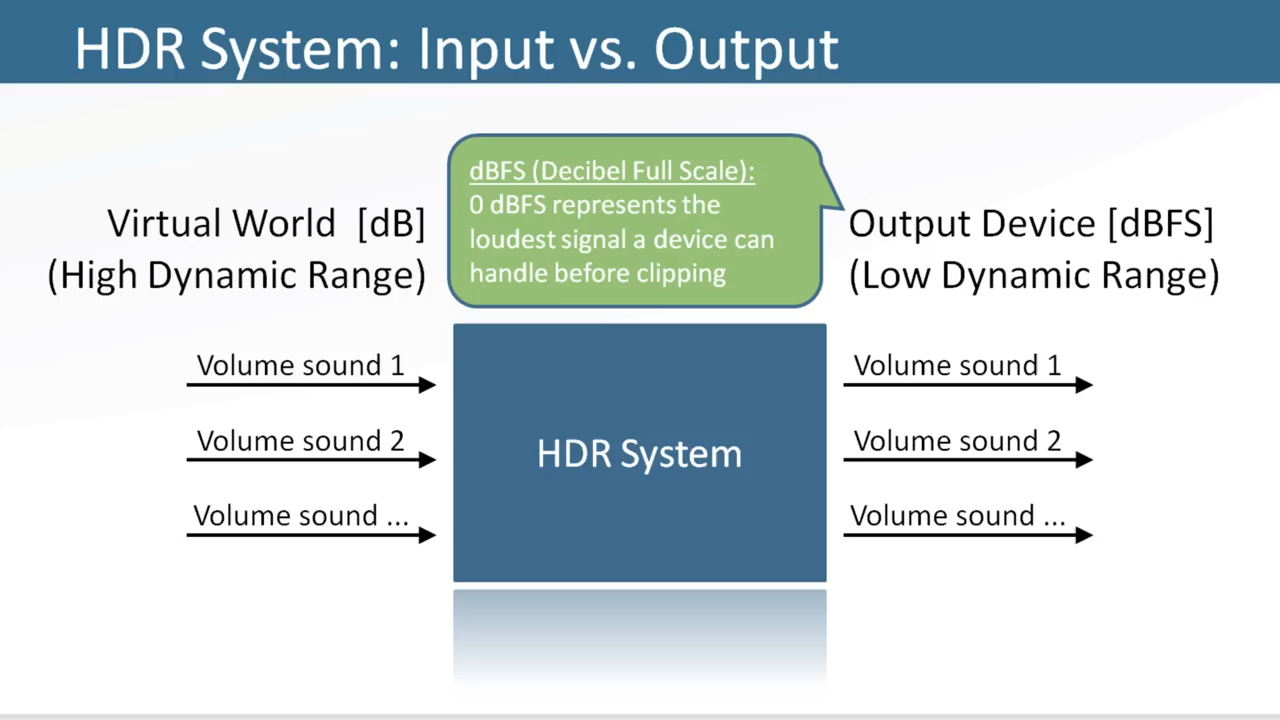 HDR System: Input vs. Output
dBFS (Decibel Full Scale):
0 dBFS represents the
loudest signal a device can
handle before clipping
Virtual World [dB]
(High Dynamic Range)
Output Device [dBFS]
(Low Dynamic Range)
Volume sound 1
Volume sound 2
Volume sound ...
HDR System
Volume sound 1
Volume sound 2
Volume sound ...